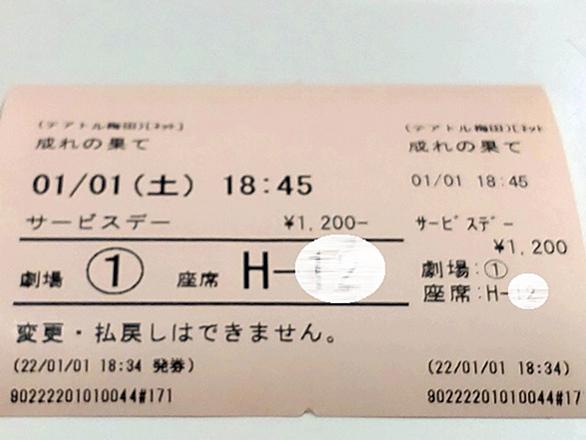 (テアトル梅田)[ネット]
成れの果て
01/01(土) 18:45
サービスデー ¥1,200-
劇場 ① 座席 H-
変更・払戻しはできません。
(22/01/01 18:34 発券)
90222201010044#171
(テアトル梅田)[ネット
成れの果て
01/01 18:45
サービスデー
¥1,200
劇場:①
座席:H-
(22/01/01 18:34)
90222201010044#17